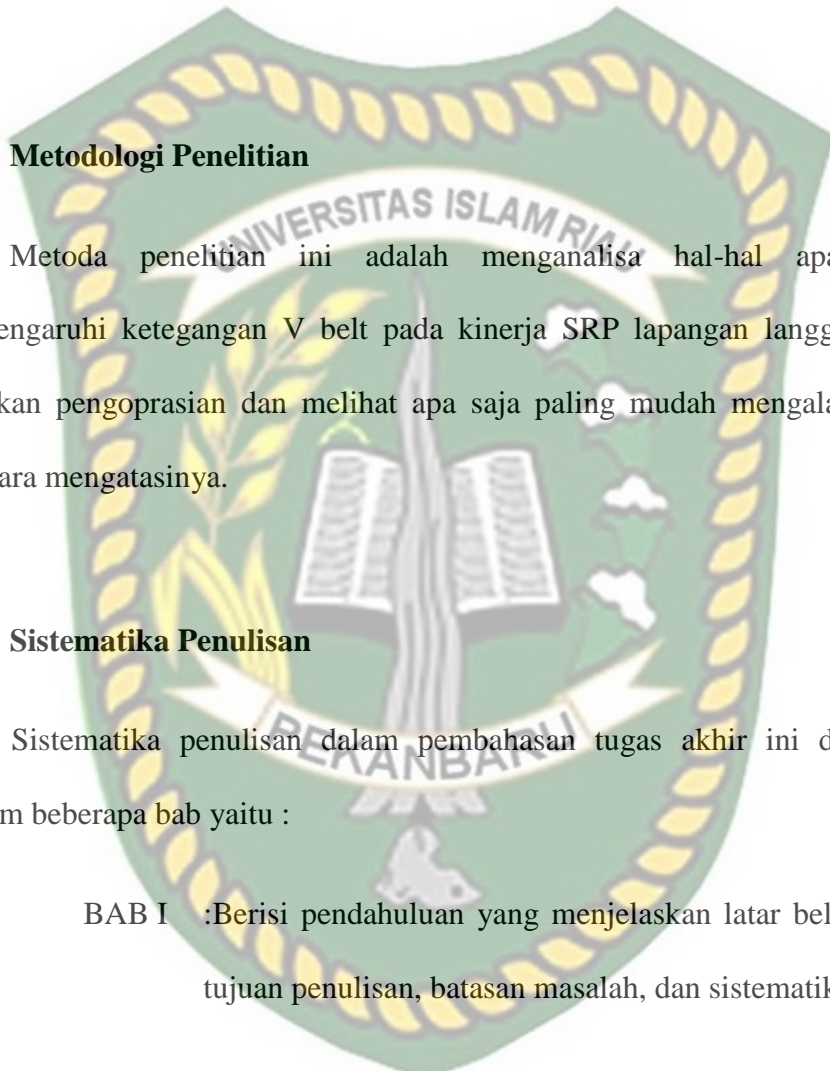 Metodologi Penelitian
UNIVERSITAS ISLAM RIAU
Metoda penelitian ini adalah menganalisa hal-hal apa
engaruhi ketegangan V belt pada kinerja SRP lapangan langg
kan pengoprasian dan melihat apa saja paling mudah mengala
ara mengatasinya.
Sistematika Penulisan
PEKANBARU
Sistematika penulisan dalam pembahasan tugas akhir ini d
m beberapa bab yaitu :
BAB I :Berisi pendahuluan yang menjelaskan latar bel
tujuan penulisan, batasan masalah, dan sistematik